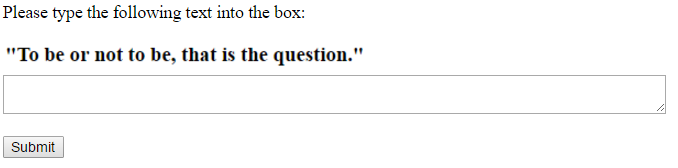 Please type the following text into the box:
"To be or not to be, that is the question."
Submit